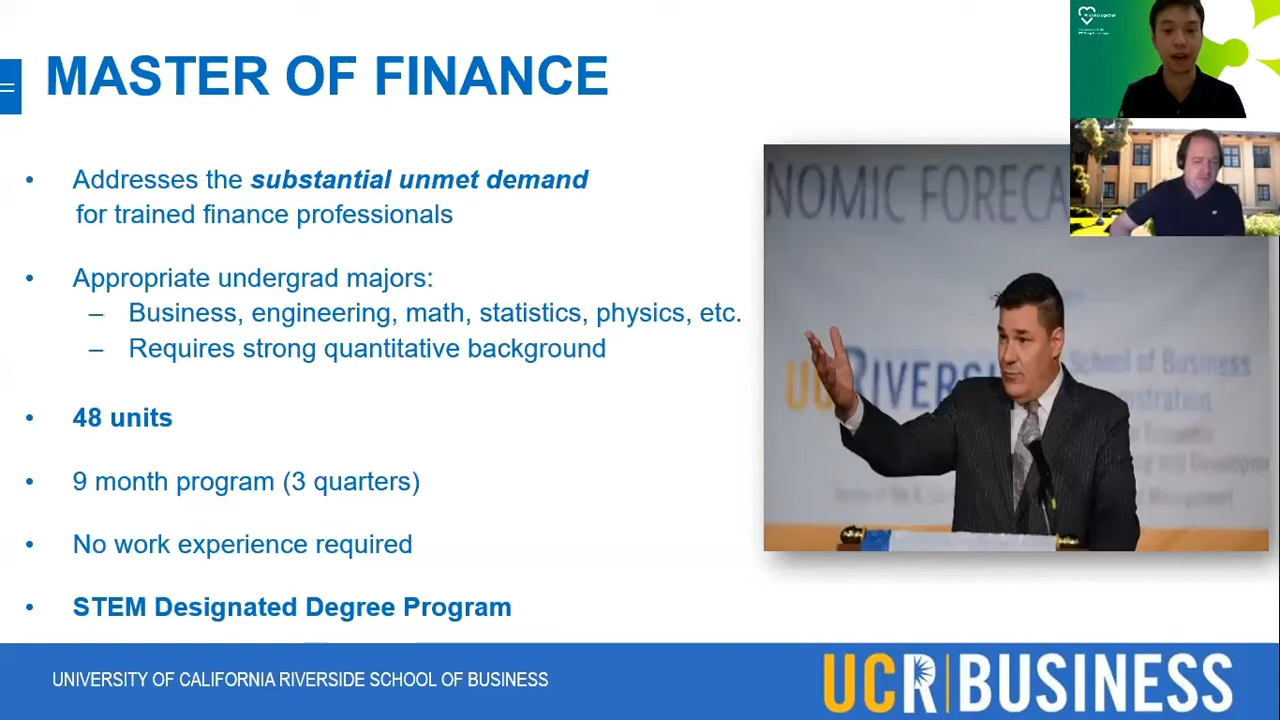 MASTER OF FINANCE
• Addresses the substantial unmet demand
for trained finance professionals
• Appropriate undergrad majors:
– Business, engineering, math, statistics, physics, etc.
– Requires strong quantitative background
• 48 units
• 9 month program (3 quarters)
• No work experience required
• STEM Designated Degree Program
NOMIC FORECA
UCRIVERSI
School of Business
UNIVERSITY OF CALIFORNIA RIVERSIDE SCHOOL OF BUSINESS
UCR BUSINESS